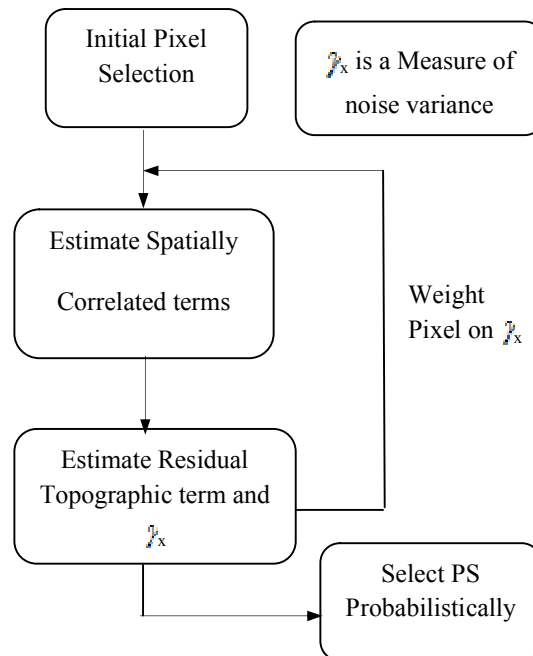 Initial Pixel
Selection
γx is a Measure of
noise variance
Estimate Spatially
Correlated terms
Weight
Pixel on γx
Estimate Residual
Topographic term and
γx
Select PS
Probabilistically